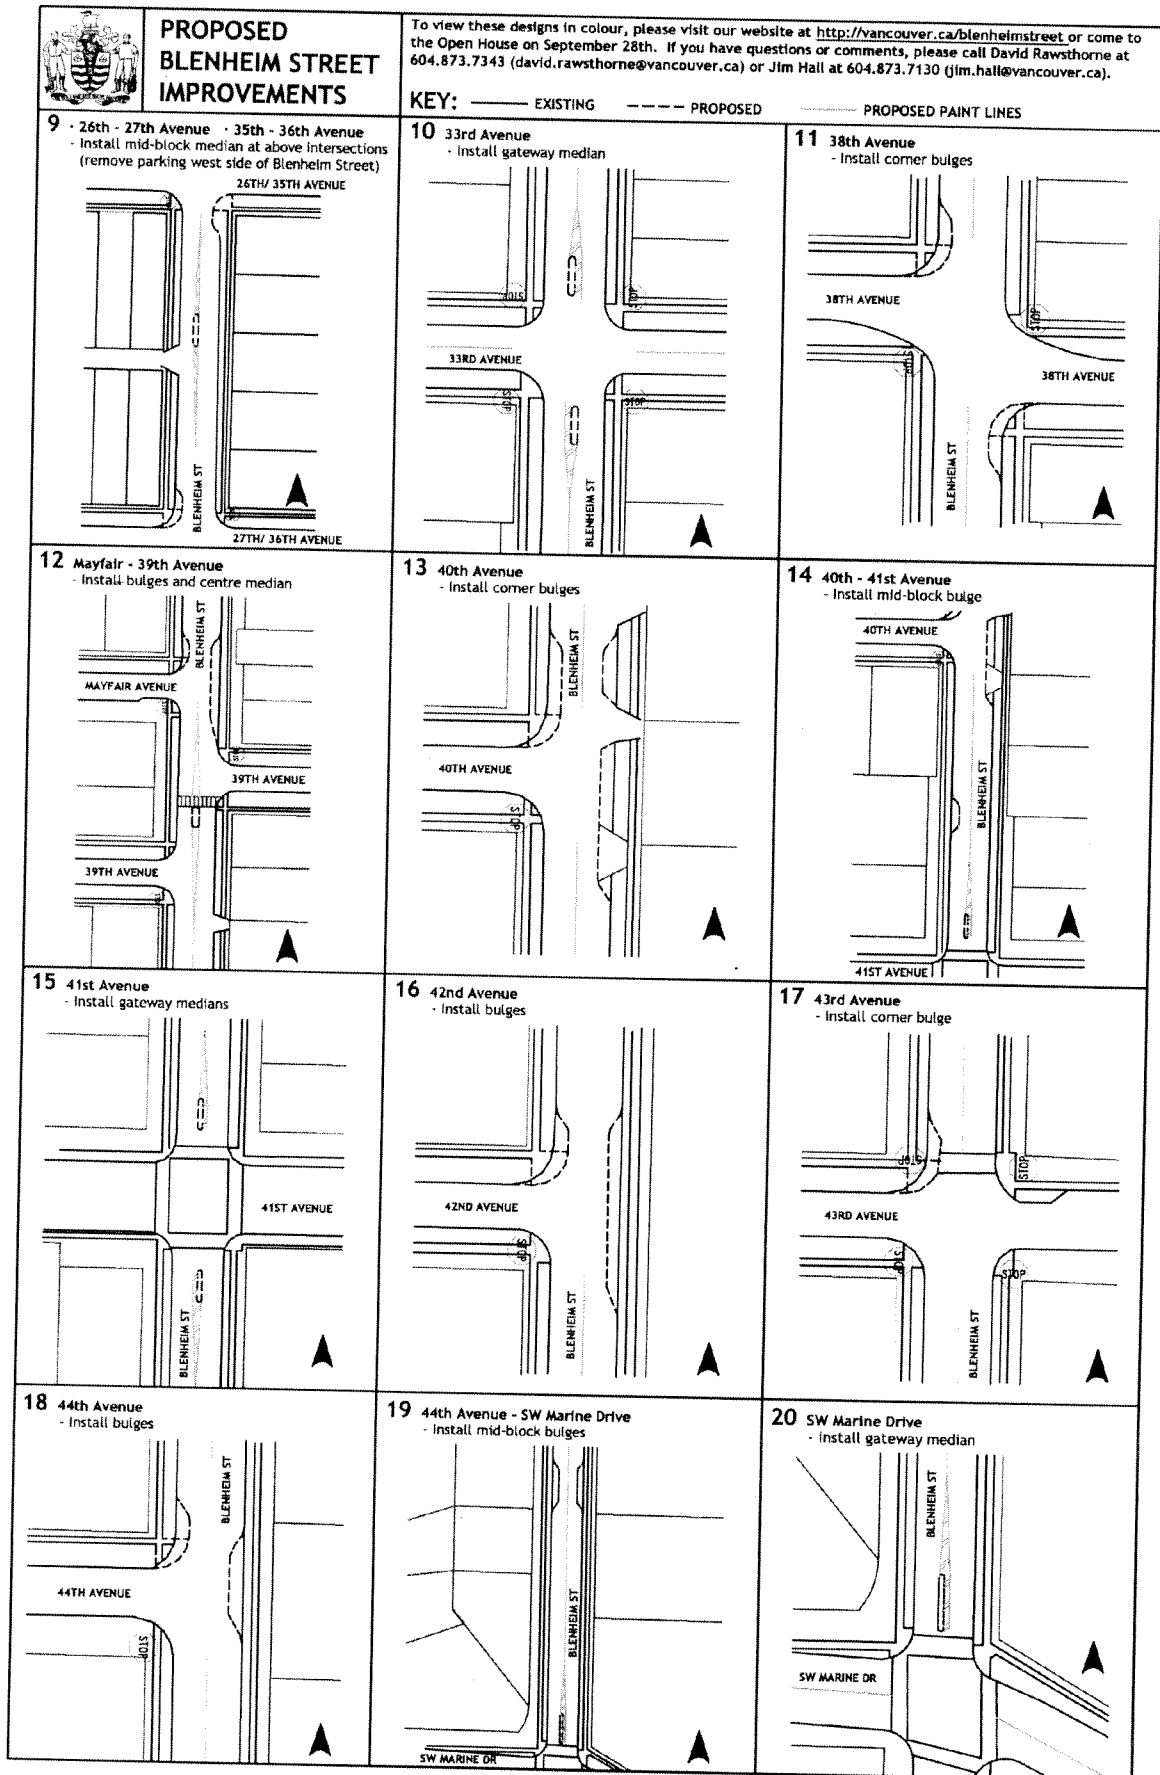 PROPOSED
BLENHEIM STREET
IMPROVEMENTS
To view these designs in colour, please visit our website at http://vancouver.ca/blenheimstreet or come to
the Open House on September 28th. If you have questions or comments, please call David Rawsthorne at
604.873.7343 (david.rawsthorne@vancouver.ca) or Jim Hall at 604.873.7130 (jim.hall@vancouver.ca).
KEY: EXISTING PROPOSED PROPOSED PAINT LINES
9 · 26th - 27th Avenue · 35th - 36th Avenue
- Install mid-block median at above intersections
(remove parking west side of Blenheim Street)
26TH/ 35TH AVENUE
BLENHEIM ST
27TH/ 36TH AVENUE
10 33rd Avenue
- Install gateway median
STOP
STOP
33RD AVENUE
STOP
STOP
BLENHEIM ST
11 38th Avenue
- Install corner bulges
38TH AVENUE
STOP
STOP
38TH AVENUE
BLENHEIM ST
12 Mayfair - 39th Avenue
- Install bulges and centre median
BLENHEIM ST
MAYFAIR AVENUE
39TH AVENUE
39TH AVENUE
13 40th Avenue
- Install corner bulges
BLENHEIM ST
40TH AVENUE
STOP
14 40th - 41st Avenue
- Install mid-block bulge
40TH AVENUE
BLENHEIM ST
41ST AVENUE
15 41st Avenue
- Install gateway medians
41ST AVENUE
BLENHEIM ST
16 42nd Avenue
- Install bulges
42ND AVENUE
STOP
BLENHEIM ST
17 43rd Avenue
- Install corner bulge
STOP
STOP
43RD AVENUE
STOP
STOP
BLENHEIM ST
18 44th Avenue
- Install bulges
BLENHEIM ST
44TH AVENUE
STOP
19 44th Avenue - SW Marine Drive
- Install mid-block bulges
BLENHEIM ST
SW MARINE DR
20 SW Marine Drive
- Install gateway median
BLENHEIM ST
SW MARINE DR